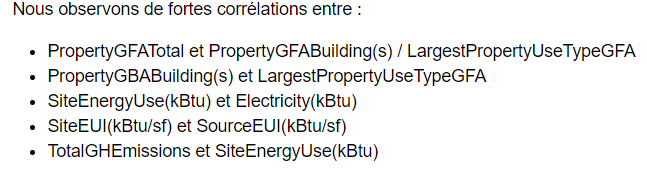 Nous observons de fortes corrélations entre :
• PropertyGFATotal et PropertyGFABuilding(s) / LargestPropertyUseTypeGFA
• PropertyGBABuilding(s) et LargestPropertyUseTypeGFA
• SiteEnergyUse(kBtu) et Electricity(kBtu)
• SiteEUI(kBtu/sf) et SourceEUI(kBtu/sf)
• TotalGHEmissions et SiteEnergyUse(kBtu)